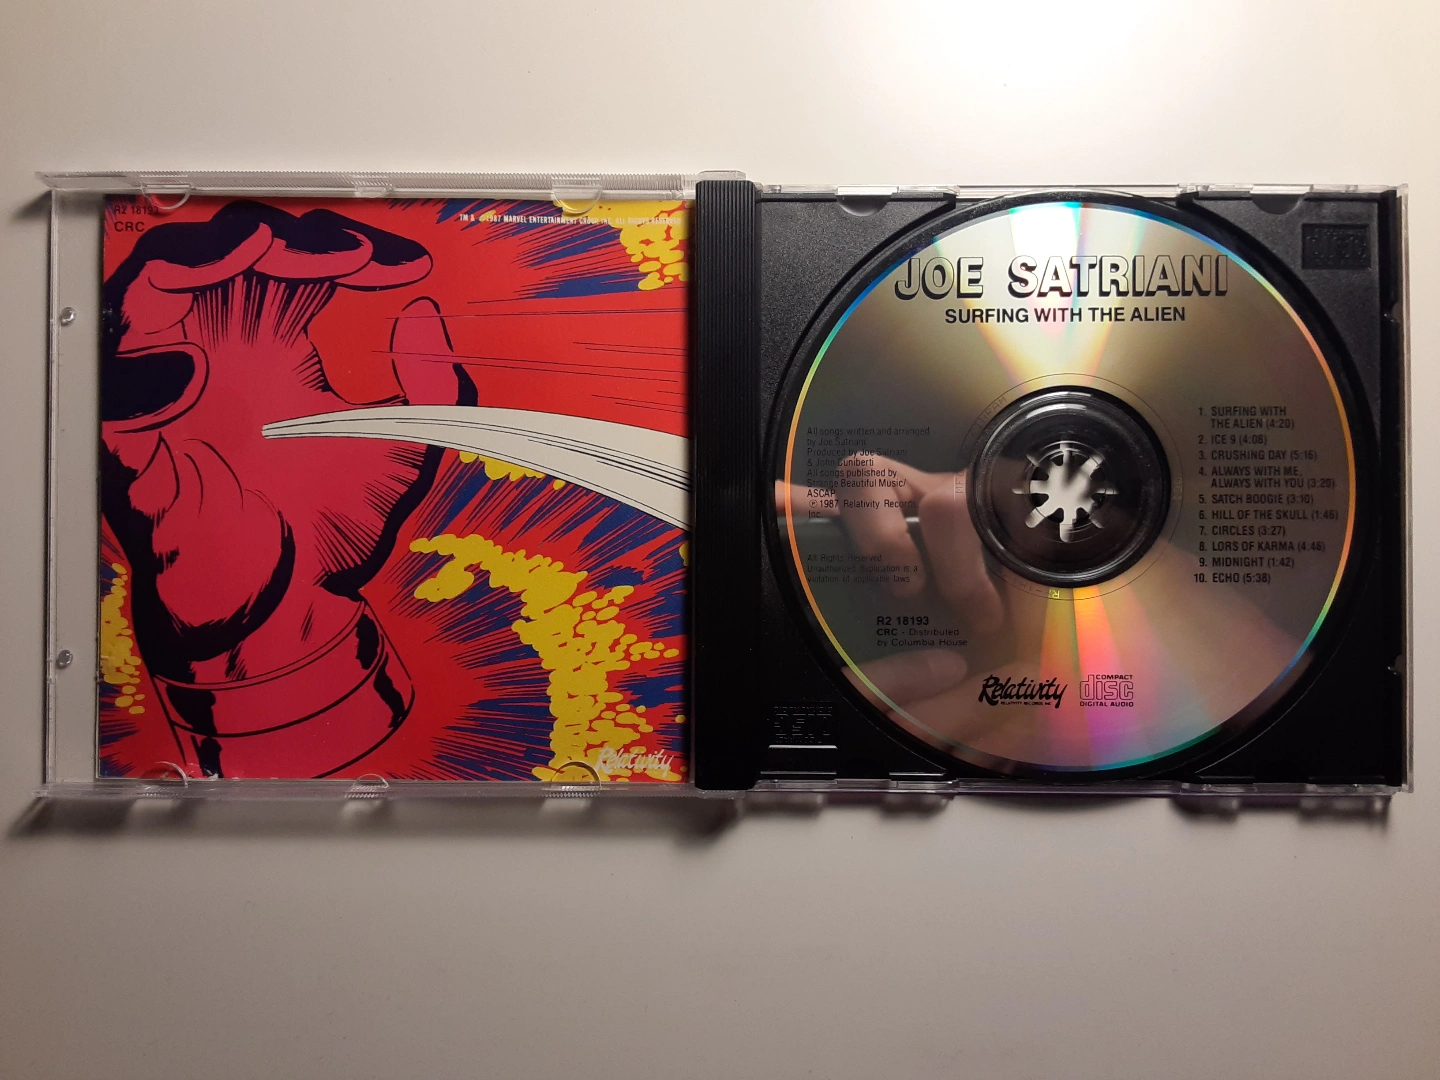 R2 18193
CRC
TM & ©1987 MARVEL ENTERTAINMENT GROUP, INC. ALL RIGHTS RESERVED
Relativity
JOE SATRIANI
SURFING WITH THE ALIEN
All songs written and arranged
by Joe Satriani
Produced by Joe Satriani
& John Cuniberti
All songs published by
Strange Beautiful Music/
ASCAP
℗ 1987 Relativity Records,
Inc.
All Rights Reserved
Unauthorized duplication is a
violation of applicable laws
R2 18193
CRC - Distributed
by Columbia House
1. SURFING WITH
THE ALIEN (4:20)
2. ICE 9 (4:08)
3. CRUSHING DAY (5:16)
4. ALWAYS WITH ME,
ALWAYS WITH YOU (3:20)
5. SATCH BOOGIE (3:10)
6. HILL OF THE SKULL (1:46)
7. CIRCLES (3:27)
8. LORS OF KARMA (4:46)
9. MIDNIGHT (1:42)
10. ECHO (5:38)
Relativity
RELATIVITY RECORDS, INC.
COMPACT
disc
DIGITAL AUDIO